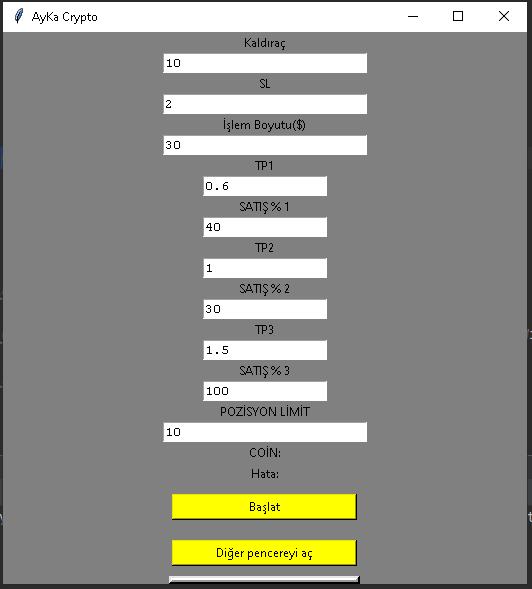 AyKa Crypto
Kaldıraç
10
SL
2
İşlem Boyutu($)
30
TP1
0.6
SATIŞ % 1
40
TP2
1
SATIŞ % 2
30
TP3
1.5
SATIŞ % 3
100
POZİSYON LİMİT
10
COİN:
Hata:
Başlat
Diğer pencereyi aç